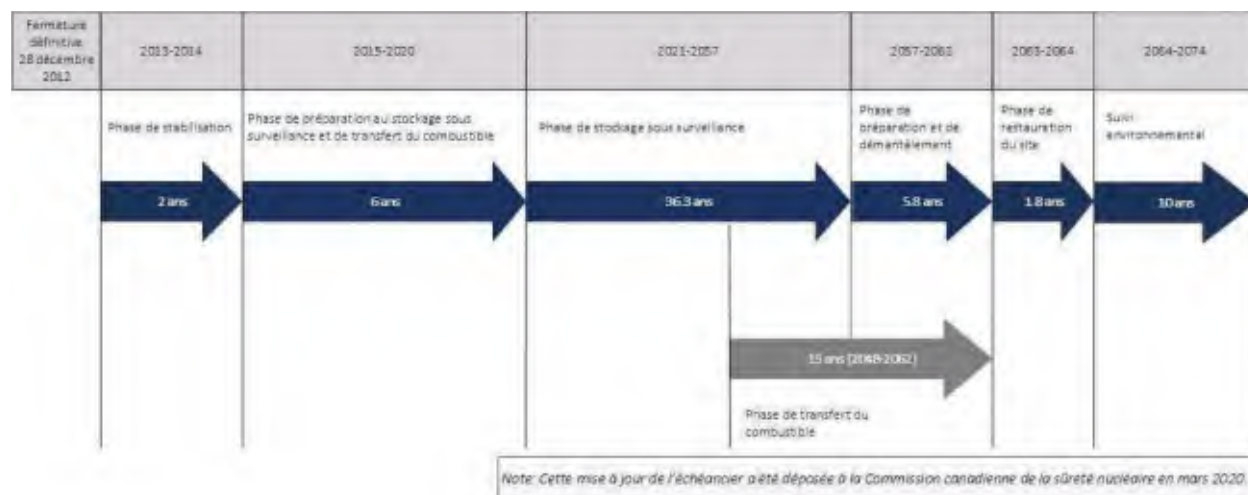 Fermeture
définitive
28 décembre
2012
2013-2014
2015-2020
2021-2057
2057-2063
2063-2064
2064-2074
Phase de stabilisation
Phase de préparation au stockage sous
surveillance et de transfert du combustible
Phase de stockage sous surveillance
Phase de
préparation et de
démantèlement
Phase de
restauration
du site
Suivi
environnemental
2 ans
6 ans
36.3 ans
5.8 ans
1.8 ans
10 ans
15 ans (2048-2062)
Phase de transfert du
combustible
Note: Cette mise à jour de l'échéancier a été déposée à la Commission canadienne de la sûreté nucléaire en mars 2020.